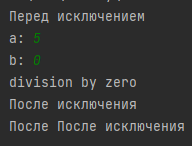 Перед исключением
a: 5
b: 0
division by zero
После исключения
После После исключения